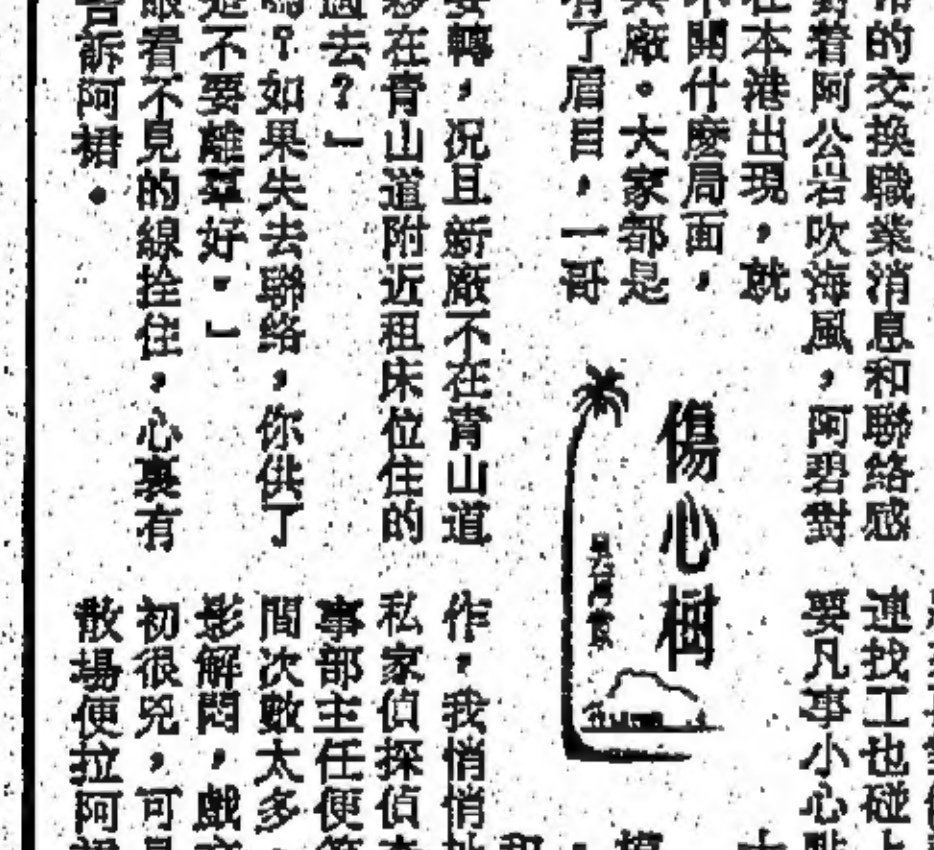 常的交換職業消息和聯絡感
對着阿公岩吹海風,阿碧對
在本港出現,就
不開什麼局面,
其廠。大家都是
有了眉目,一哥
傷心樹
要轉,況且新廠不在青山道
夥在青山道附近租床位住的
過去?」
嗎?如果失去聯絡,你供了
是不要離羣好。」
眼看不見的線拴住,心裏有
告訴阿裙。
連找工也碰上
要凡事小心點
作,我悄悄
私家偵探偵查
事部主任便
間次數太多,
影解悶,戲
初很兇,可是
散場便拉阿裙